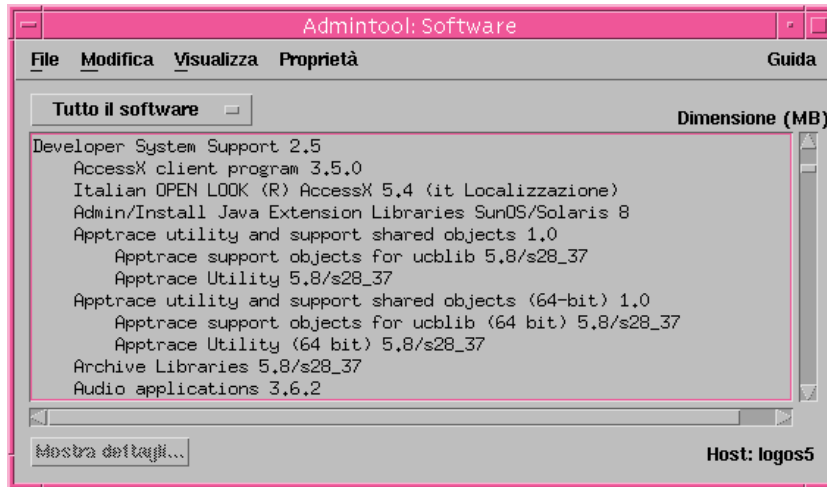 Admintool: Software
File Modifica Visualizza Proprietà Guida
Tutto il software
Dimensione (MB)
Developer System Support 2.5
AccessX client program 3.5.0
Italian OPEN LOOK (R) AccessX 5.4 (it Localizzazione)
Admin/Install Java Extension Libraries SunOS/Solaris 8
Apptrace utility and support shared objects 1.0
Apptrace support objects for ucblib 5.8/s28_37
Apptrace Utility 5.8/s28_37
Apptrace utility and support shared objects (64-bit) 1.0
Apptrace support objects for ucblib (64 bit) 5.8/s28_37
Apptrace Utility (64 bit) 5.8/s28_37
Archive Libraries 5.8/s28_37
Audio applications 3.6.2
Mostra dettagli...
Host: logos5